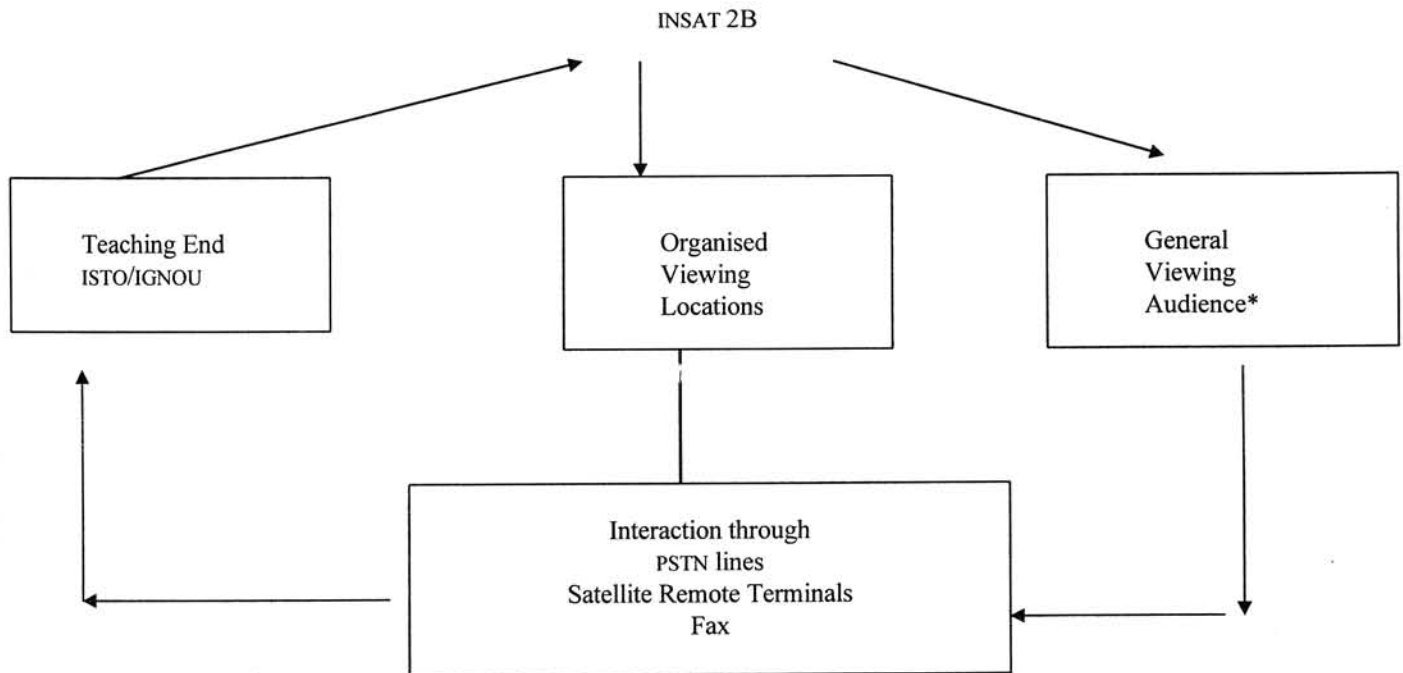 INSAT 2B
Teaching End
ISTO/IGNOU
Organised
Viewing
Locations
General
Viewing
Audience*
Interaction through
PSTN lines
Satellite Remote Terminals
Fax